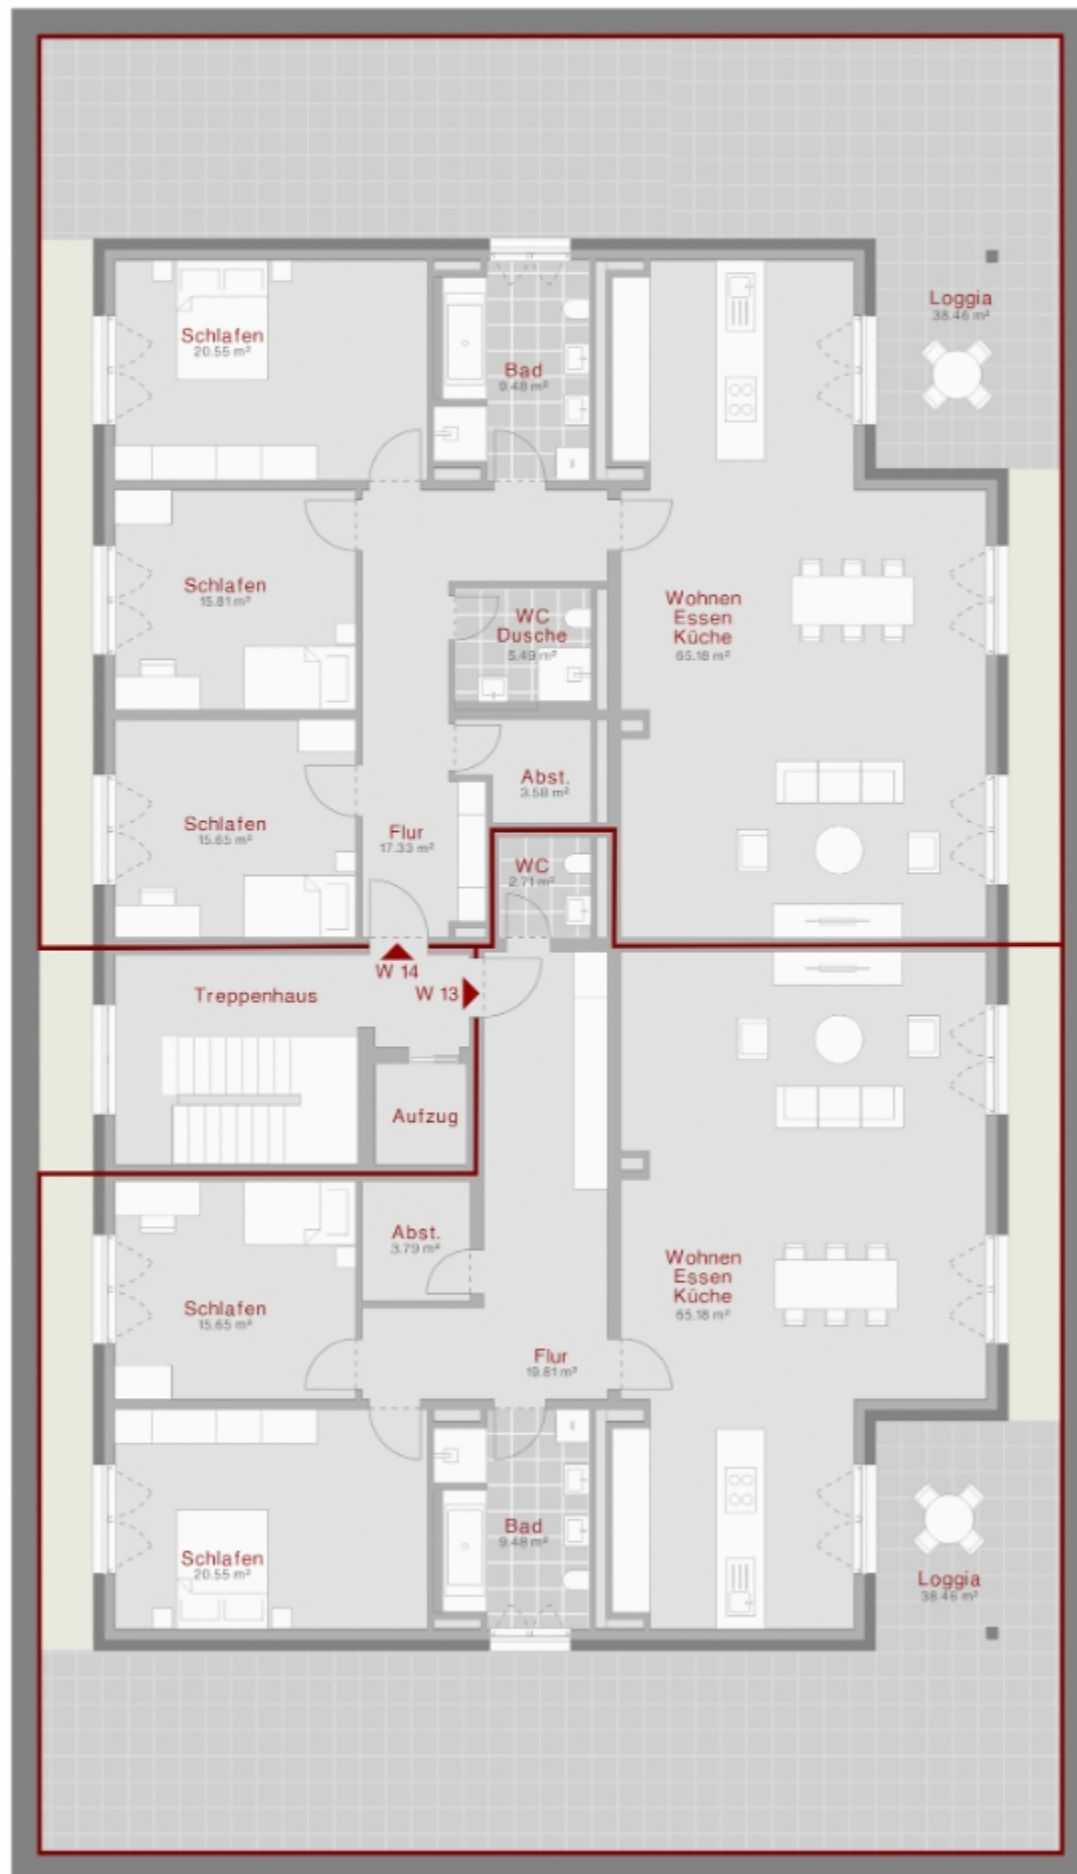 Loggia
38.46 m²
Schlafen
20.55 m²
Bad
9.48 m²
Schlafen
15.81 m²
Wohnen
Essen
Küche
65.18 m²
WC
Dusche
5.49 m²
Abst.
3.58 m²
Schlafen
15.65 m²
Flur
17.33 m²
WC
2.71 m²
W 14
W 13
Treppenhaus
Aufzug
Abst.
3.79 m²
Wohnen
Essen
Küche
65.18 m²
Schlafen
15.65 m²
Flur
19.81 m²
Bad
9.48 m²
Schlafen
20.55 m²
Loggia
38.46 m²